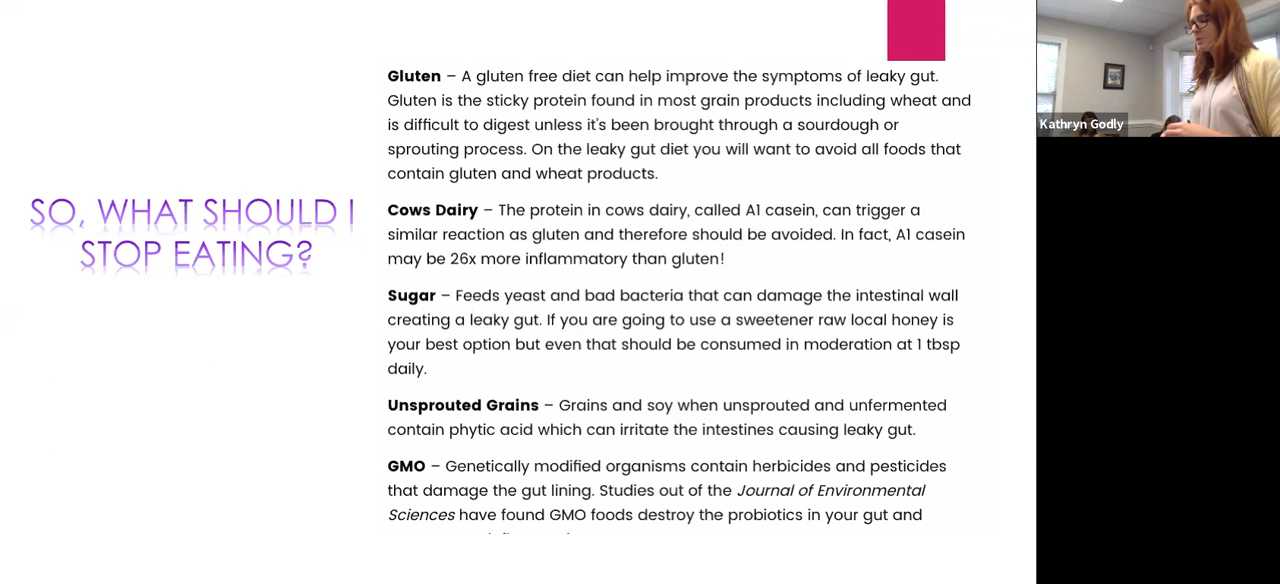 SO, WHAT SHOULD I
STOP EATING?
Gluten – A gluten free diet can help improve the symptoms of leaky gut.
Gluten is the sticky protein found in most grain products including wheat and
is difficult to digest unless it's been brought through a sourdough or
sprouting process. On the leaky gut diet you will want to avoid all foods that
contain gluten and wheat products.
Cows Dairy – The protein in cows dairy, called A1 casein, can trigger a
similar reaction as gluten and therefore should be avoided. In fact, A1 casein
may be 26x more inflammatory than gluten!
Sugar – Feeds yeast and bad bacteria that can damage the intestinal wall
creating a leaky gut. If you are going to use a sweetener raw local honey is
your best option but even that should be consumed in moderation at 1 tbsp
daily.
Unsprouted Grains – Grains and soy when unsprouted and unfermented
contain phytic acid which can irritate the intestines causing leaky gut.
GMO – Genetically modified organisms contain herbicides and pesticides
that damage the gut lining. Studies out of the Journal of Environmental
Sciences have found GMO foods destroy the probiotics in your gut and
Kathryn Godly